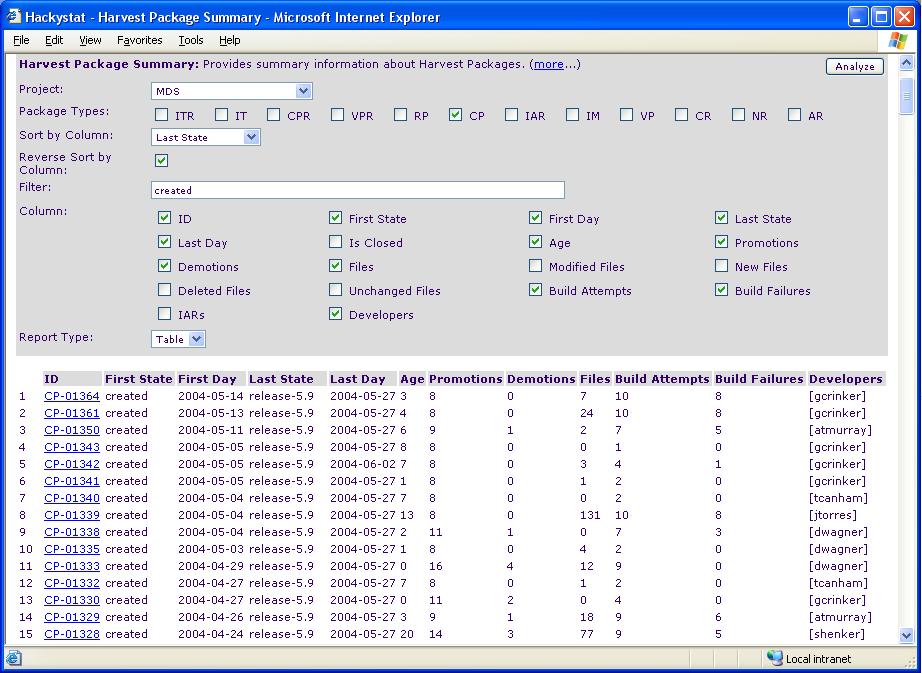 Hackystat - Harvest Package Summary - Microsoft Internet Explorer
File Edit View Favorites Tools Help
Harvest Package Summary: Provides summary information about Harvest Packages. (more...) Analyze
Project: MDS
Package Types: ITR IT CPR VPR RP CP IAR IM VP CR NR AR
Sort by Column: Last State
Reverse Sort by
Column:
Filter: created
Column: ID First State First Day Last State
Last Day Is Closed Age Promotions
Demotions Files Modified Files New Files
Deleted Files Unchanged Files Build Attempts Build Failures
IARs Developers
Report Type: Table
ID First State First Day Last State Last Day Age Promotions Demotions Files Build Attempts Build Failures Developers
1 CP-01364 created 2004-05-14 release-5.9 2004-05-27 3 8 0 7 10 8 [gcrinker]
2 CP-01361 created 2004-05-13 release-5.9 2004-05-27 4 8 0 24 10 8 [gcrinker]
3 CP-01350 created 2004-05-11 release-5.9 2004-05-27 6 9 1 2 7 5 [atmurray]
4 CP-01343 created 2004-05-05 release-5.9 2004-05-27 8 8 0 0 1 0 [gcrinker]
5 CP-01342 created 2004-05-05 release-5.9 2004-06-02 7 8 0 3 4 1 [gcrinker]
6 CP-01341 created 2004-05-05 release-5.9 2004-05-27 1 8 0 1 2 0 [gcrinker]
7 CP-01340 created 2004-05-04 release-5.9 2004-05-27 7 8 0 0 2 0 [tcanham]
8 CP-01339 created 2004-05-04 release-5.9 2004-05-27 13 8 0 131 10 8 [jtorres]
9 CP-01338 created 2004-05-04 release-5.9 2004-05-27 2 11 1 0 7 3 [dwagner]
10 CP-01335 created 2004-05-03 release-5.9 2004-05-27 1 8 0 4 2 0 [dwagner]
11 CP-01333 created 2004-04-29 release-5.9 2004-05-27 0 16 4 12 9 0 [dwagner]
12 CP-01332 created 2004-04-27 release-5.9 2004-05-27 7 8 0 1 2 0 [tcanham]
13 CP-01330 created 2004-04-27 release-5.9 2004-05-27 0 11 2 0 4 0 [gcrinker]
14 CP-01329 created 2004-04-26 release-5.9 2004-05-27 3 9 1 18 9 6 [atmurray]
15 CP-01328 created 2004-04-24 release-5.9 2004-05-27 20 14 3 77 9 5 [shenker]
Local intranet